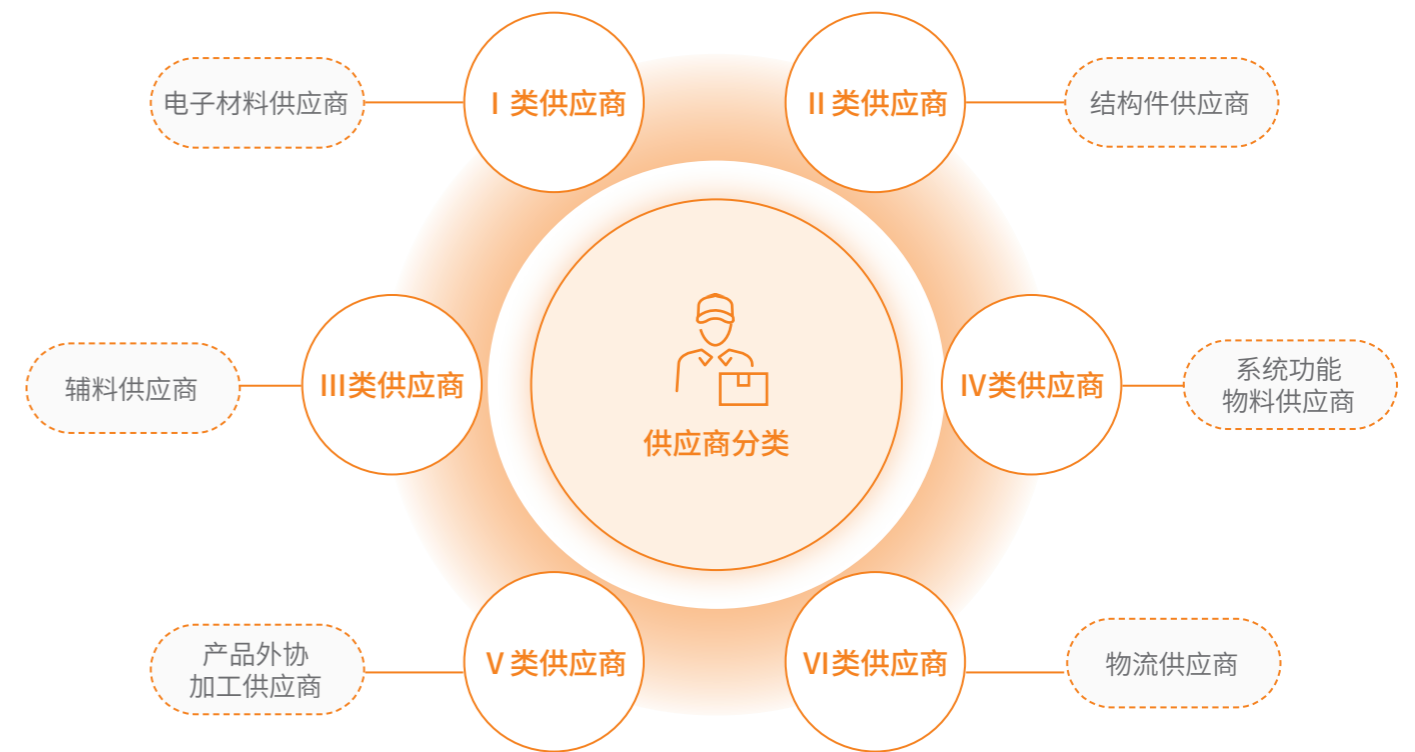 电子材料供应商
Ⅰ 类供应商
Ⅱ 类供应商
结构件供应商
辅料供应商
Ⅲ类供应商
供应商分类
Ⅳ类供应商
系统功能
物料供应商
产品外协
加工供应商
Ⅴ 类供应商
Ⅵ类供应商
物流供应商